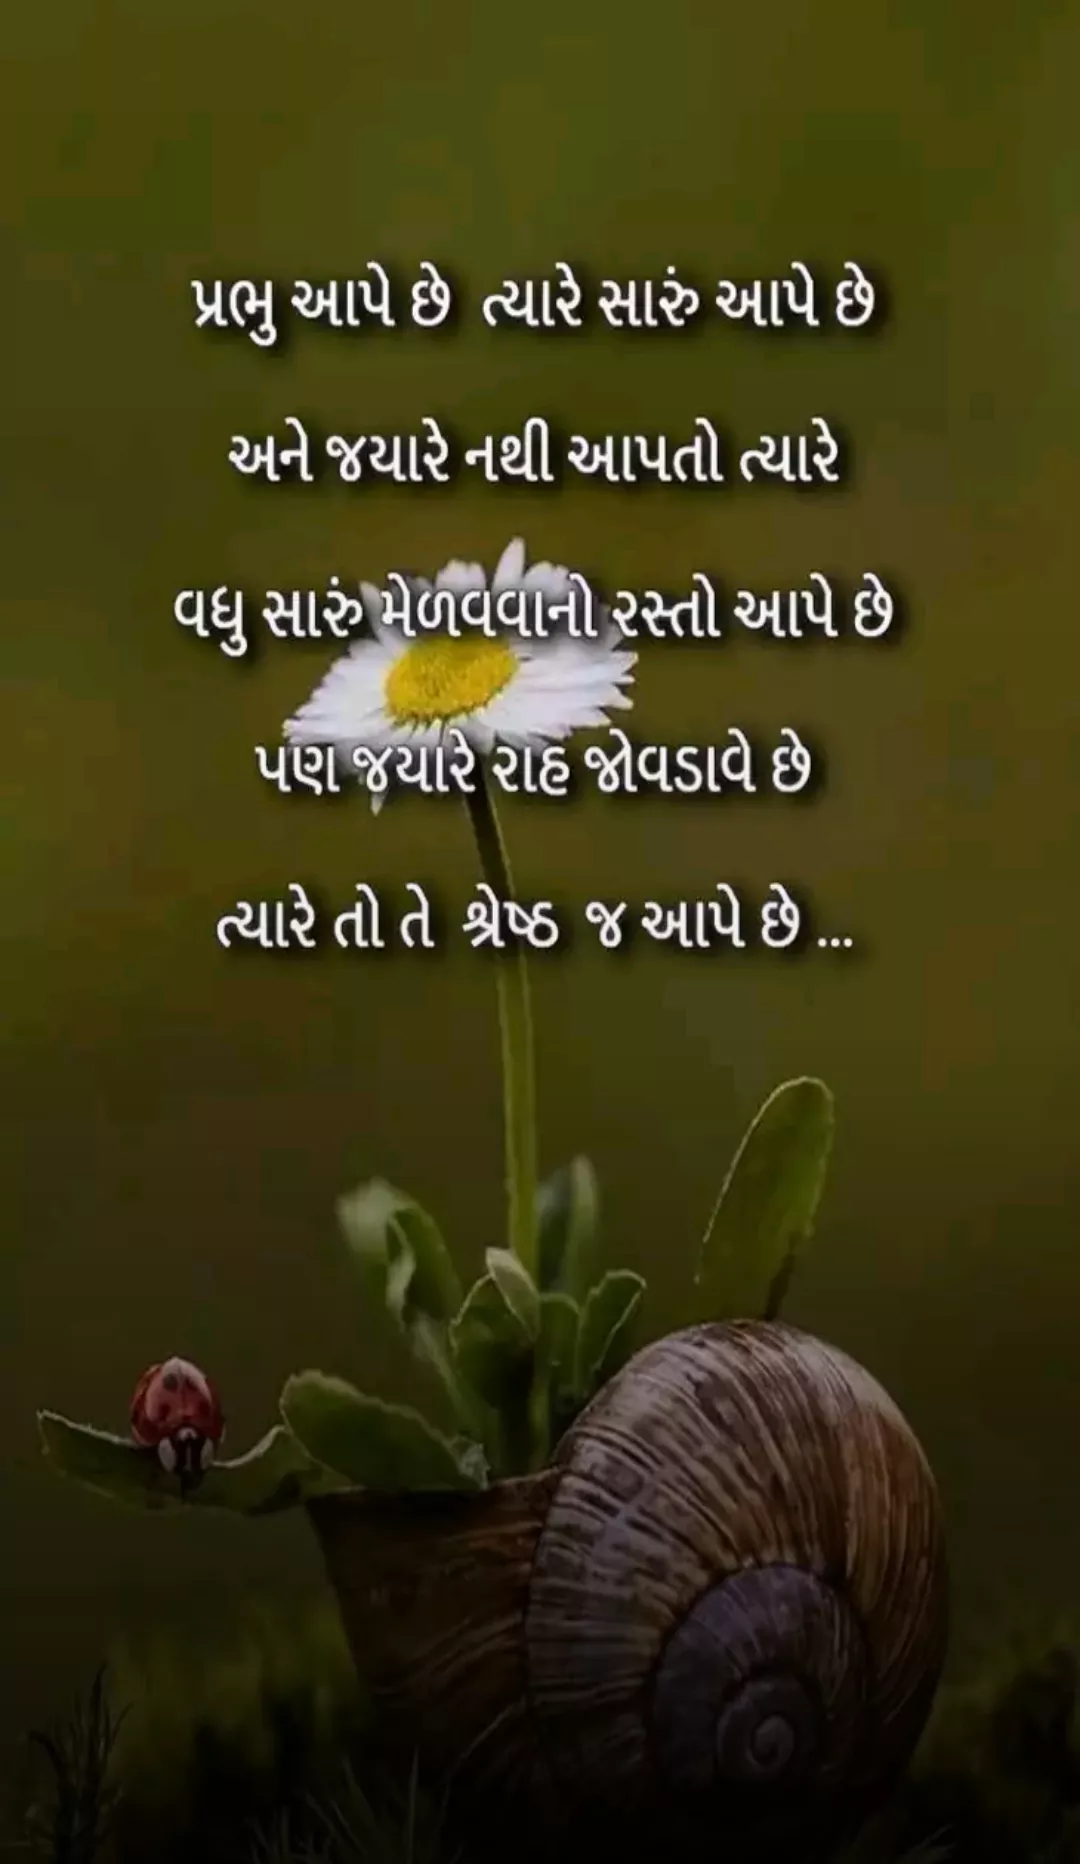 પ્રભુ આપે છે ત્યારે સારું આપે છે
અને જયારે નથી આપતો ત્યારે
વધુ સારું મેળવવાનો રસ્તો આપે છે
પણ જયારે રાહ જોવડાવે છે
ત્યારે તો તે શ્રેષ્ઠ જ આપે છે ...